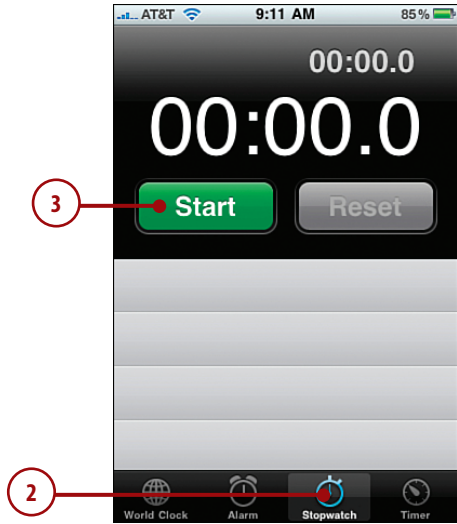 AT&T 9:11 AM 85%
00:00.0
00:00.0
3 Start Reset
2
World Clock Alarm Stopwatch Timer